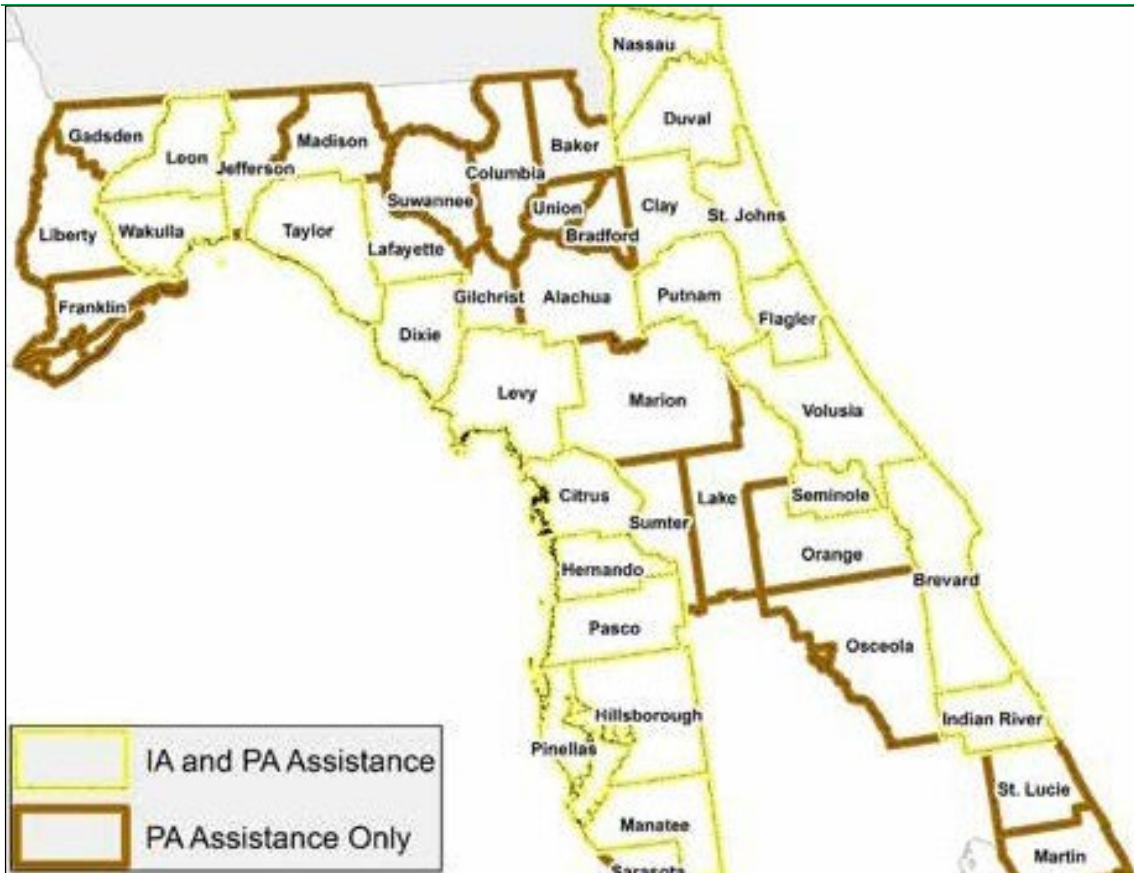 Nassau
Duval
Gadsden
Leon
Madison
Jefferson
Baker
Columbia
Suwannee
Union
Clay
St. Johns
Liberty
Wakulla
Taylor
Bradford
Lafayette
Franklin
Gilchrist
Alachua
Putnam
Flagler
Dixie
Levy
Marion
Volusia
Citrus
Lake
Seminole
Sumter
Orange
Hernando
Brevard
Pasco
Osceola
Hillsborough
Indian River
Pinellas
St. Lucie
Manatee
Martin
Sarasota
IA and PA Assistance
PA Assistance Only